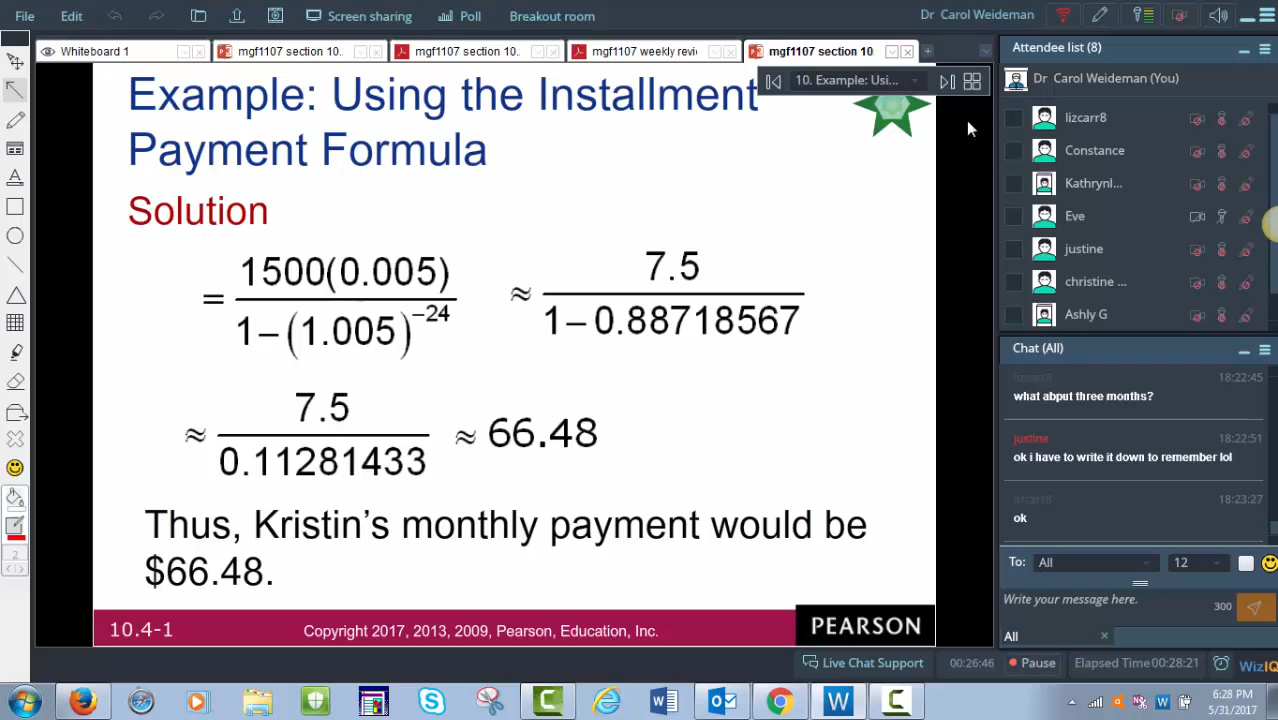 File Edit Screen sharing Poll Breakout room Dr Carol Weideman
Whiteboard 1 mgf1107 section 10. mgf1107 section 10. mgf1107 weekly revi mgf1107 section 10
10. Example: Usi...
Example: Using the Installment
Payment Formula
Solution
= 1500(0.005) / 1 – (1.005)^–24 ≈ 7.5 / 1 – 0.88718567
≈ 7.5 / 0.11281433 ≈ 66.48
Thus, Kristin's monthly payment would be
$66.48.
10.4-1 Copyright 2017, 2013, 2009, Pearson, Education, Inc. PEARSON
Attendee list (8)
Dr Carol Weideman (You)
lizcarr8
Constance
Kathrynl...
Eve
justine
christine ...
Ashly G
Chat (All)
lizcarr8 18:22:45
what abput three months?
justine 18:22:51
ok i have to write it down to remember lol
18:23:27
ok
To: All 12
Write your message here. 300
All
2
Live Chat Support 00:26:46 Pause Elapsed Time 00:28:21 WizIQ
6:28 PM
5/31/2017